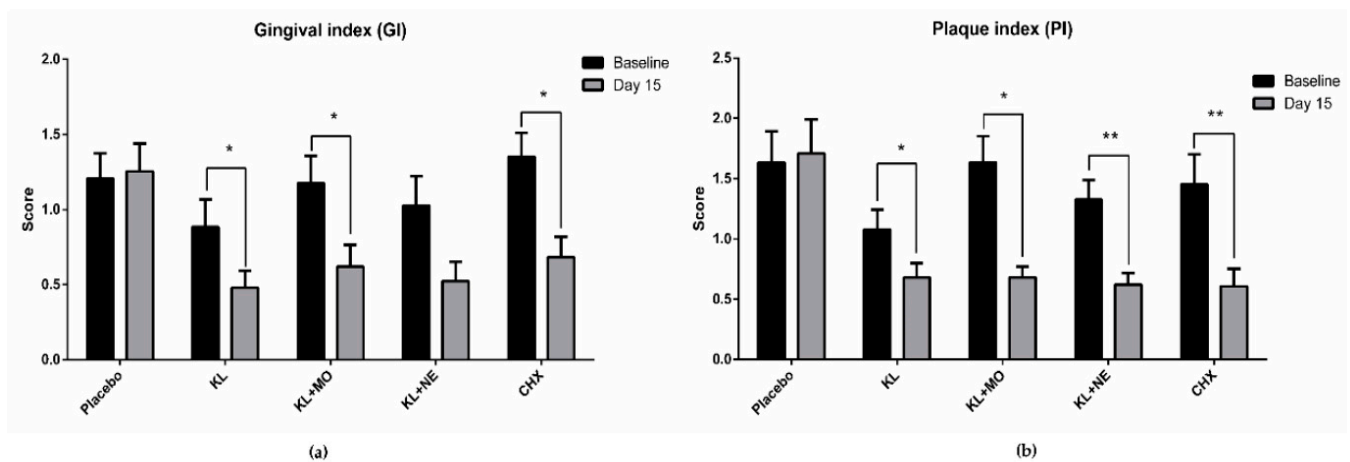 Gingival index (GI)
2.0
1.5
1.0
0.5
0.0
Score
Baseline
Day 15
*
*
*
Placebo
KL
KL+MO
KL+NE
CHX
(a)
Plaque index (PI)
2.5
2.0
1.5
1.0
0.5
0.0
Score
Baseline
Day 15
*
*
**
**
Placebo
KL
KL+MO
KL+NE
CHX
(b)